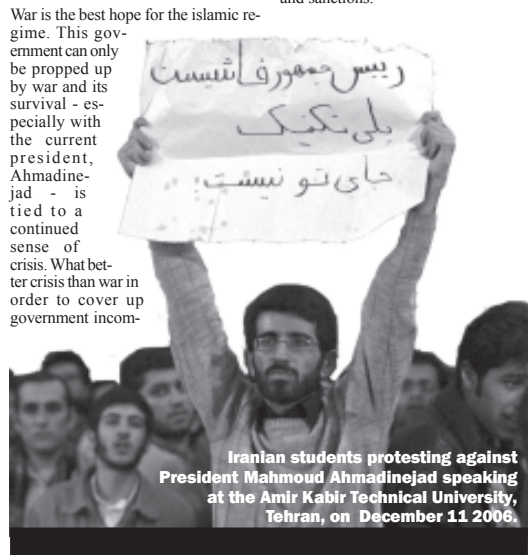 and sanctions.
War is the best hope for the islamic re-
gime. This gov-
ernment can only
be propped up
by war and its
survival - es-
pecially with
the current
president,
Ahmadine-
jad - is
tied to a
continued
sense of
crisis. What bet-
ter crisis than war in
order to cover up
government incom-
رییس جمهور فاشیست
پلی تکنیک
جای تو نیست!
Iranian students protesting against
President Mahmoud Ahmadinejad speaking
at the Amir Kabir Technical University,
Tehran, on December 11 2006.